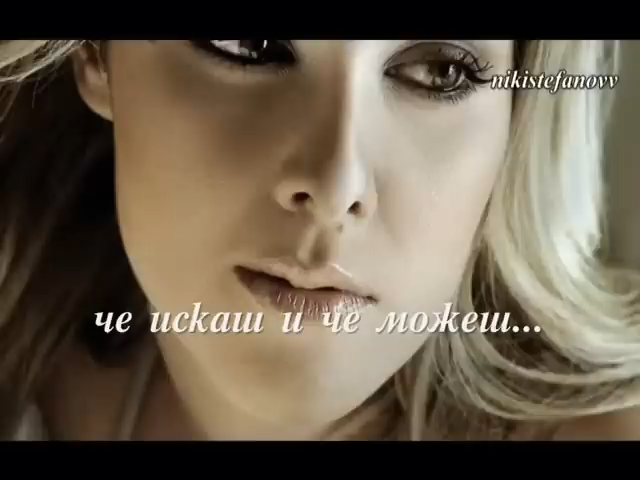 nikistefanovv
че искаш и че можеш...